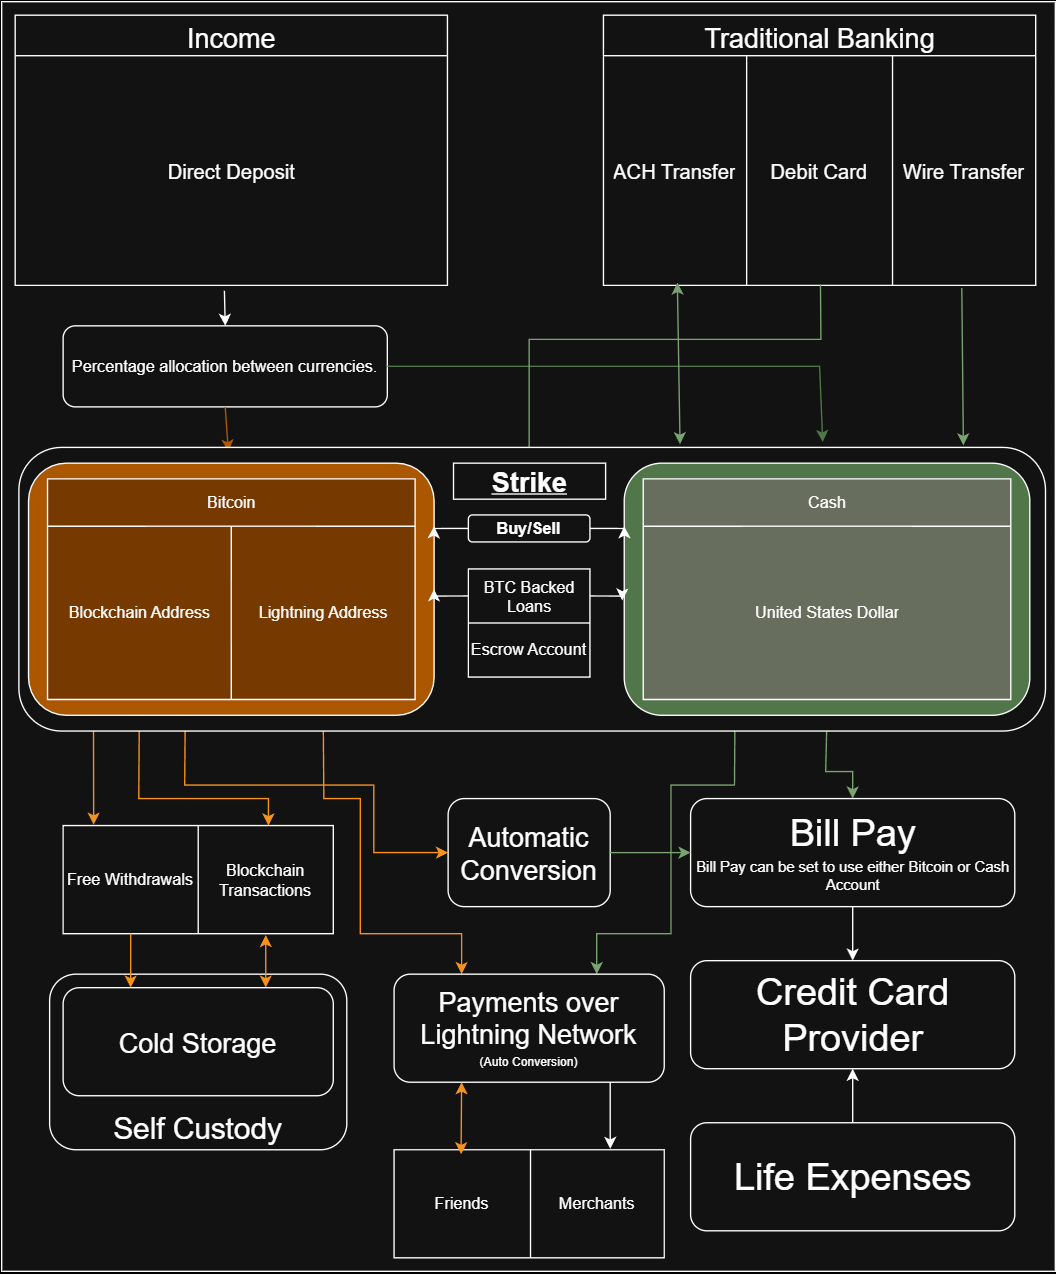 Income
Traditional Banking
Direct Deposit
ACH Transfer
Debit Card
Wire Transfer
Percentage allocation between currencies.
Strike
Bitcoin
Cash
Buy/Sell
Blockchain Address
Lightning Address
BTC Backed
Loans
Escrow Account
United States Dollar
Automatic
Conversion
Bill Pay
Bill Pay can be set to use either Bitcoin or Cash
Account
Free Withdrawals
Blockchain
Transactions
Cold Storage
Self Custody
Payments over
Lightning Network
(Auto Conversion)
Credit Card
Provider
Friends
Merchants
Life Expenses